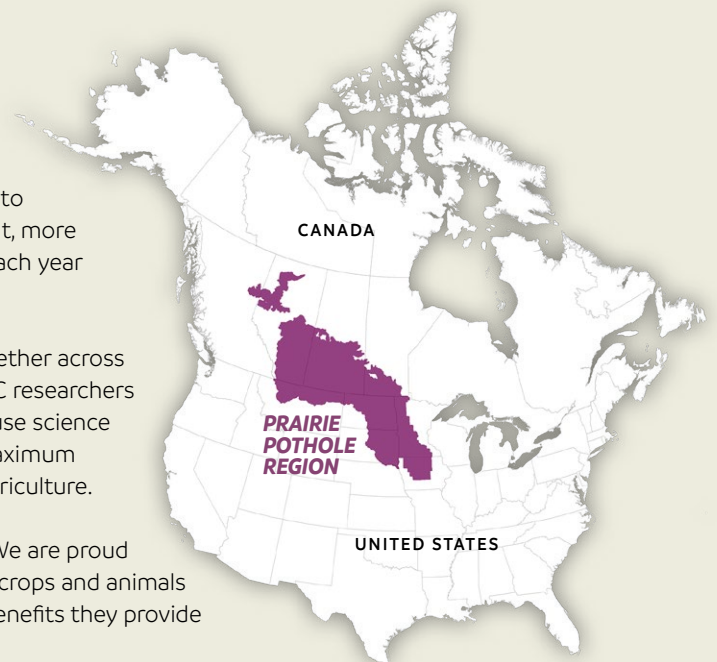 to
t, more
ach year
ether across
C researchers
use science
aximum
riculture.
We are proud
crops and animals
enefits they provide
CANADA
PRAIRIE
POTHOLE
REGION
UNITED STATES